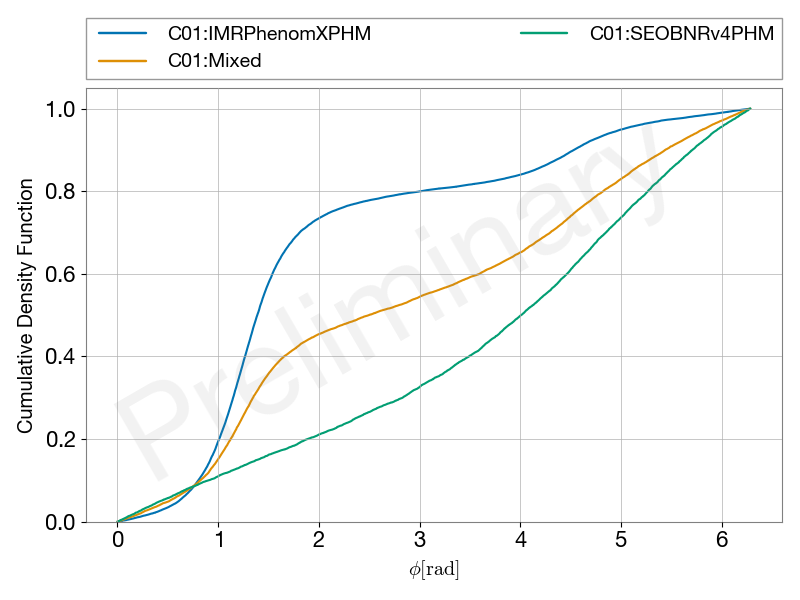 C01:IMRPhenomXPHM
C01:Mixed
C01:SEOBNRv4PHM
Cumulative Density Function
1.0
0.8
0.6
0.4
0.2
0.0
Preliminary
0 1 2 3 4 5 6
ϕ[rad]